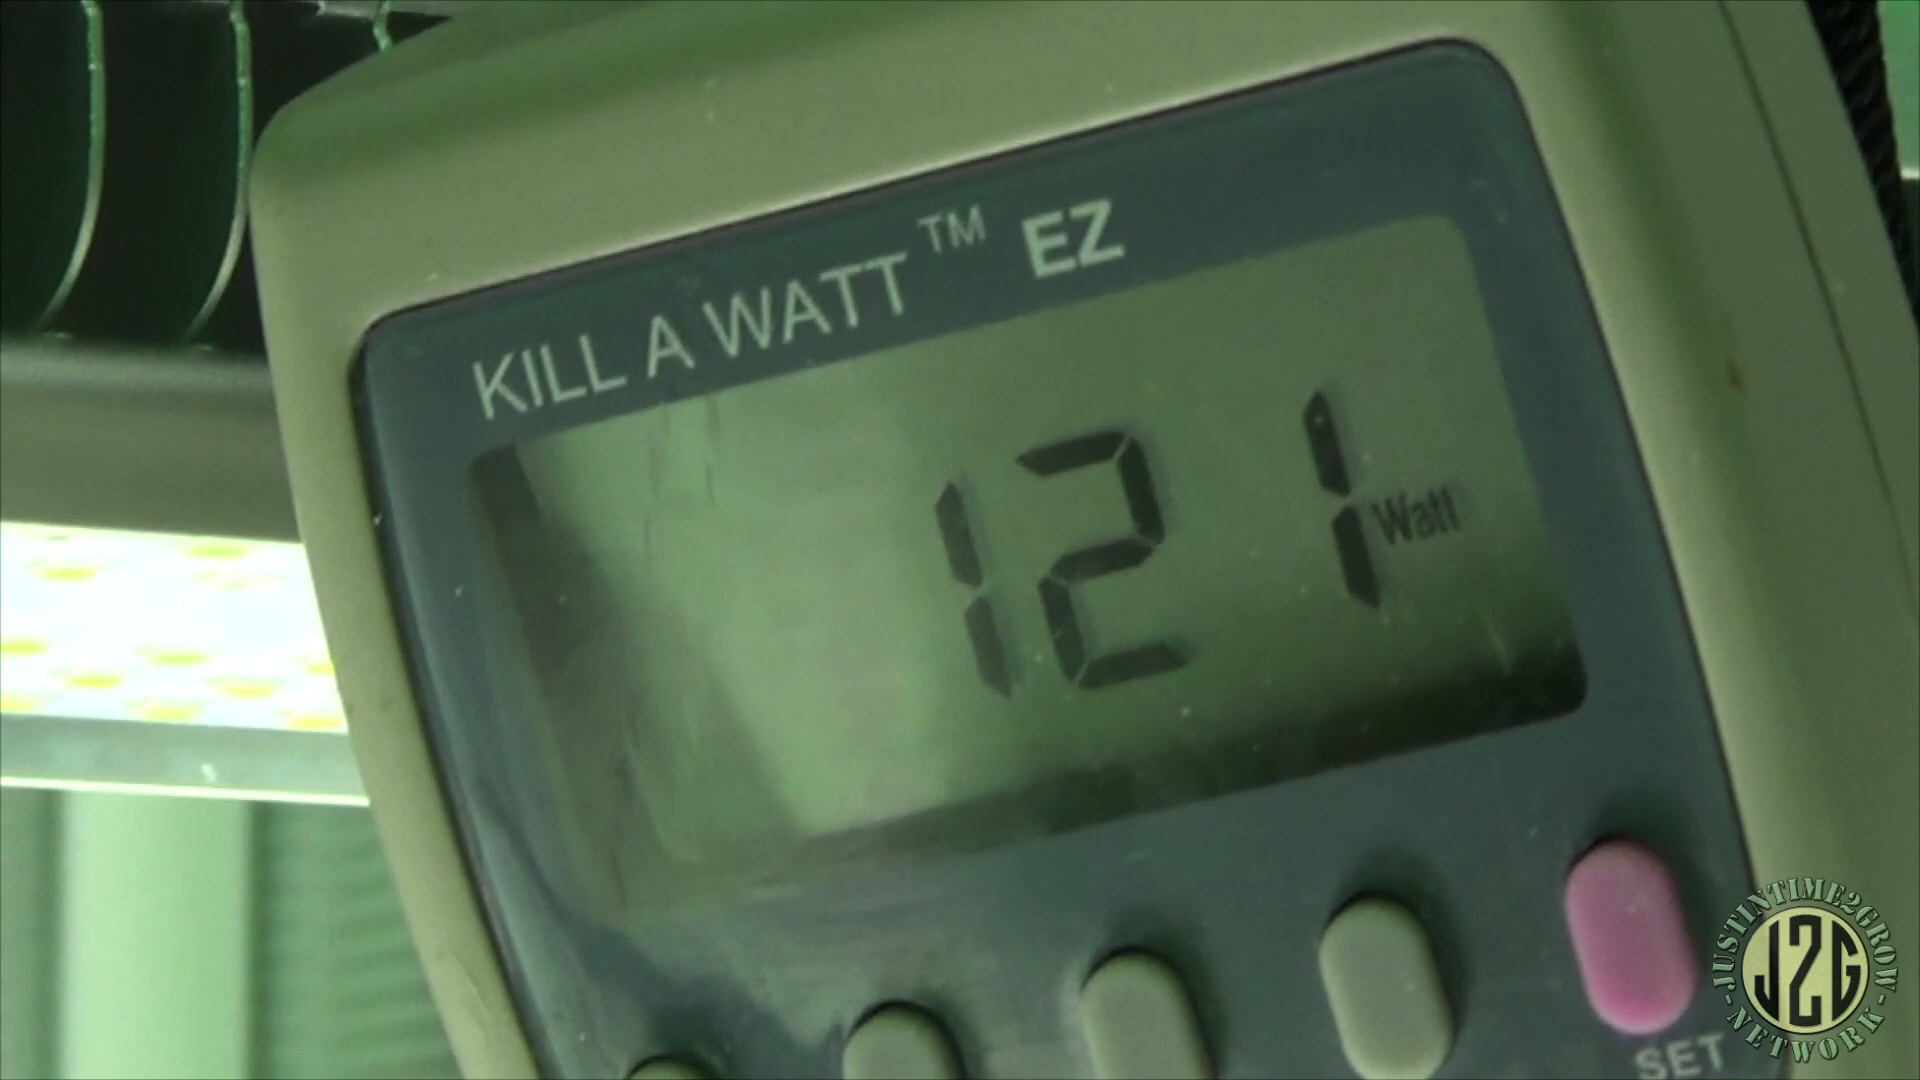 KILL A WATT™ EZ
121 Watt
SET
JUSTINTIME2GROW
J2G
-NETWORK-